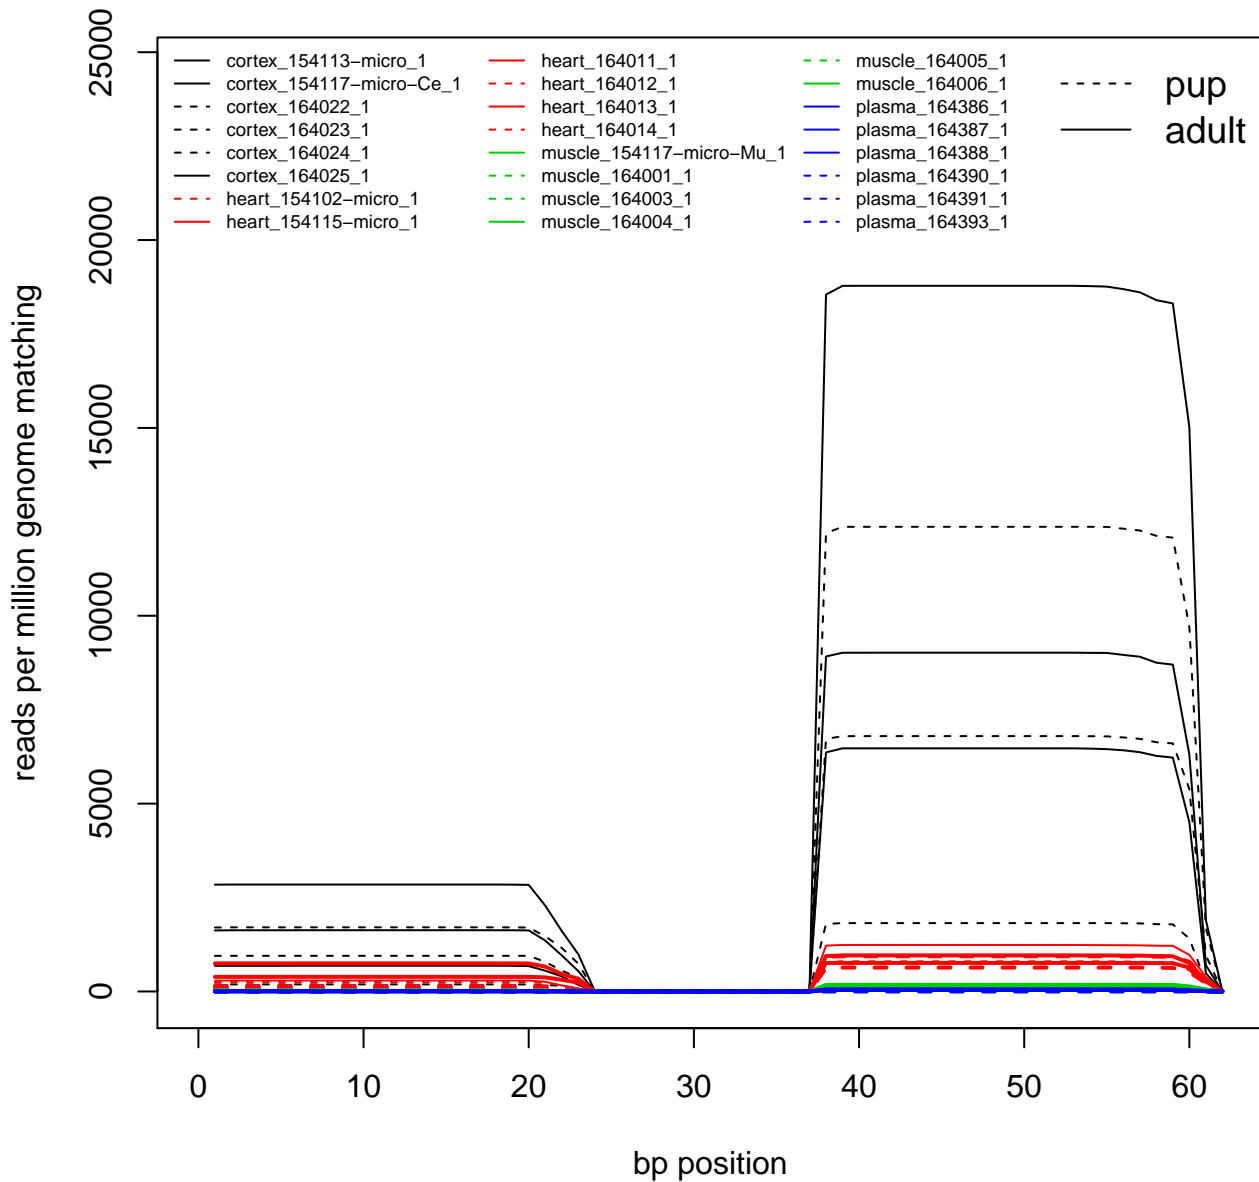 cortex_154113−micro_1
cortex_154117−micro−Ce_1
cortex_164022_1
cortex_164023_1
cortex_164024_1
cortex_164025_1
heart_154102−micro_1
heart_154115−micro_1
heart_164011_1
heart_164012_1
heart_164013_1
heart_164014_1
muscle_154117−micro−Mu_1
muscle_164001_1
muscle_164003_1
muscle_164004_1
muscle_164005_1
muscle_164006_1
plasma_164386_1
plasma_164387_1
plasma_164388_1
plasma_164390_1
plasma_164391_1
plasma_164393_1
pup
adult
reads per million genome matching
25000
20000
15000
10000
5000
0
0 10 20 30 40 50 60
bp position